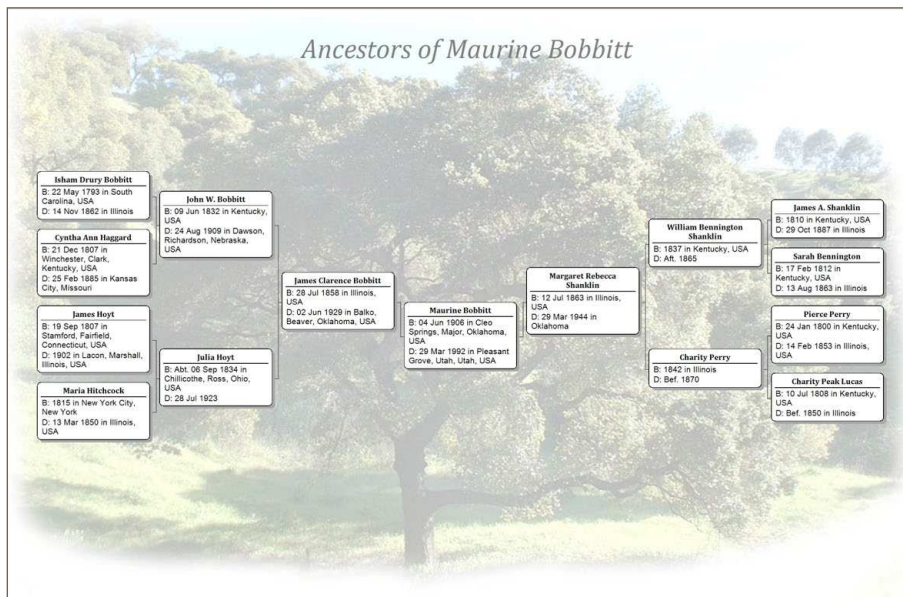 Ancestors of Maurine Bobbitt
Isham Drury Bobbitt
B: 22 May 1793 in South
Carolina, USA
D: 14 Nov 1862 in Illinois
Cyntha Ann Haggard
B: 21 Dec 1807 in
Winchester, Clark,
Kentucky, USA
D: 25 Feb 1885 in Kansas
City, Missouri
James Hoyt
B: 19 Sep 1807 in
Stamford, Fairfield,
Connecticut, USA
D: 1902 in Lacon, Marshall,
Illinois, USA
Maria Hitchcock
B: 1815 in New York City,
New York
D: 13 Mar 1850 in Illinois,
USA
John W. Bobbitt
B: 09 Jun 1832 in Kentucky,
USA
D: 24 Aug 1909 in Dawson,
Richardson, Nebraska,
USA
Julia Hoyt
B: Abt. 06 Sep 1834 in
Chillicothe, Ross, Ohio,
USA
D: 28 Jul 1923
James Clarence Bobbitt
B: 28 Jul 1858 in Illinois,
USA
D: 02 Jun 1929 in Balko,
Beaver, Oklahoma, USA
Maurine Bobbitt
B: 04 Jun 1906 in Cleo
Springs, Major, Oklahoma,
USA
D: 29 Mar 1992 in Pleasant
Grove, Utah, Utah, USA
Margaret Rebecca
Shanklin
B: 12 Jul 1863 in Illinois,
USA
D: 29 Mar 1944 in
Oklahoma
William Bennington
Shanklin
B: 1837 in Kentucky, USA
D: Aft. 1865
Charity Perry
B: 1842 in Illinois
D: Bef. 1870
James A. Shanklin
B: 1810 in Kentucky, USA
D: 29 Oct 1887 in Illinois
Sarah Bennington
B: 17 Feb 1812 in
Kentucky, USA
D: 13 Aug 1863 in Illinois
Pierce Perry
B: 24 Jan 1800 in Kentucky,
USA
D: 14 Feb 1853 in Illinois,
USA
Charity Peak Lucas
B: 10 Jul 1808 in Kentucky,
USA
D: Bef. 1850 in Illinois